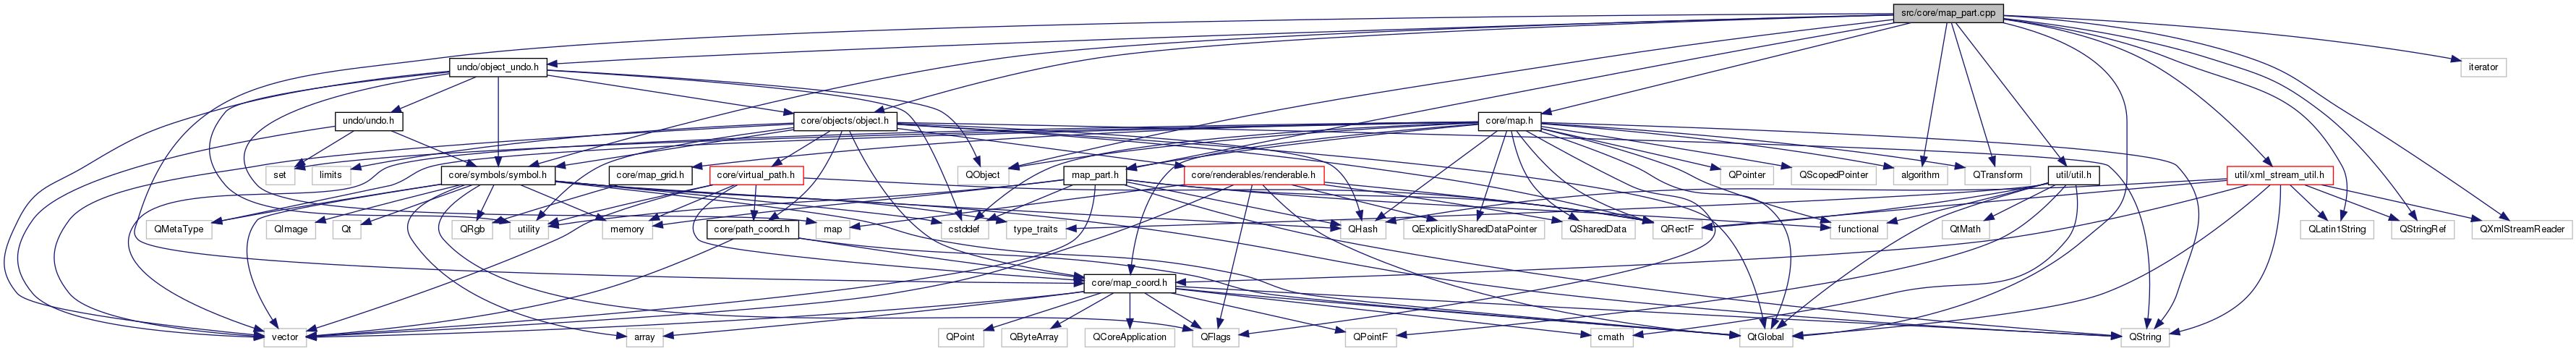 src/core/map_part.cpp
undo/object_undo.h
iterator
undo/undo.h
core/objects/object.h
core/map.h
set
limits
core/symbols/symbol.h
core/map_grid.h
core/virtual_path.h
QObject
map_part.h
core/renderables/renderable.h
QPointer
QScopedPointer
algorithm
QTransform
util/util.h
util/xml_stream_util.h
QMetaType
QImage
Qt
QRgb
utility
memory
core/path_coord.h
map
cstddef
type_traits
QHash
QExplicitlySharedDataPointer
QSharedData
QRectF
functional
QtMath
QLatin1String
QStringRef
QXmlStreamReader
core/map_coord.h
vector
array
QPoint
QByteArray
QCoreApplication
QFlags
QPointF
cmath
QtGlobal
QString